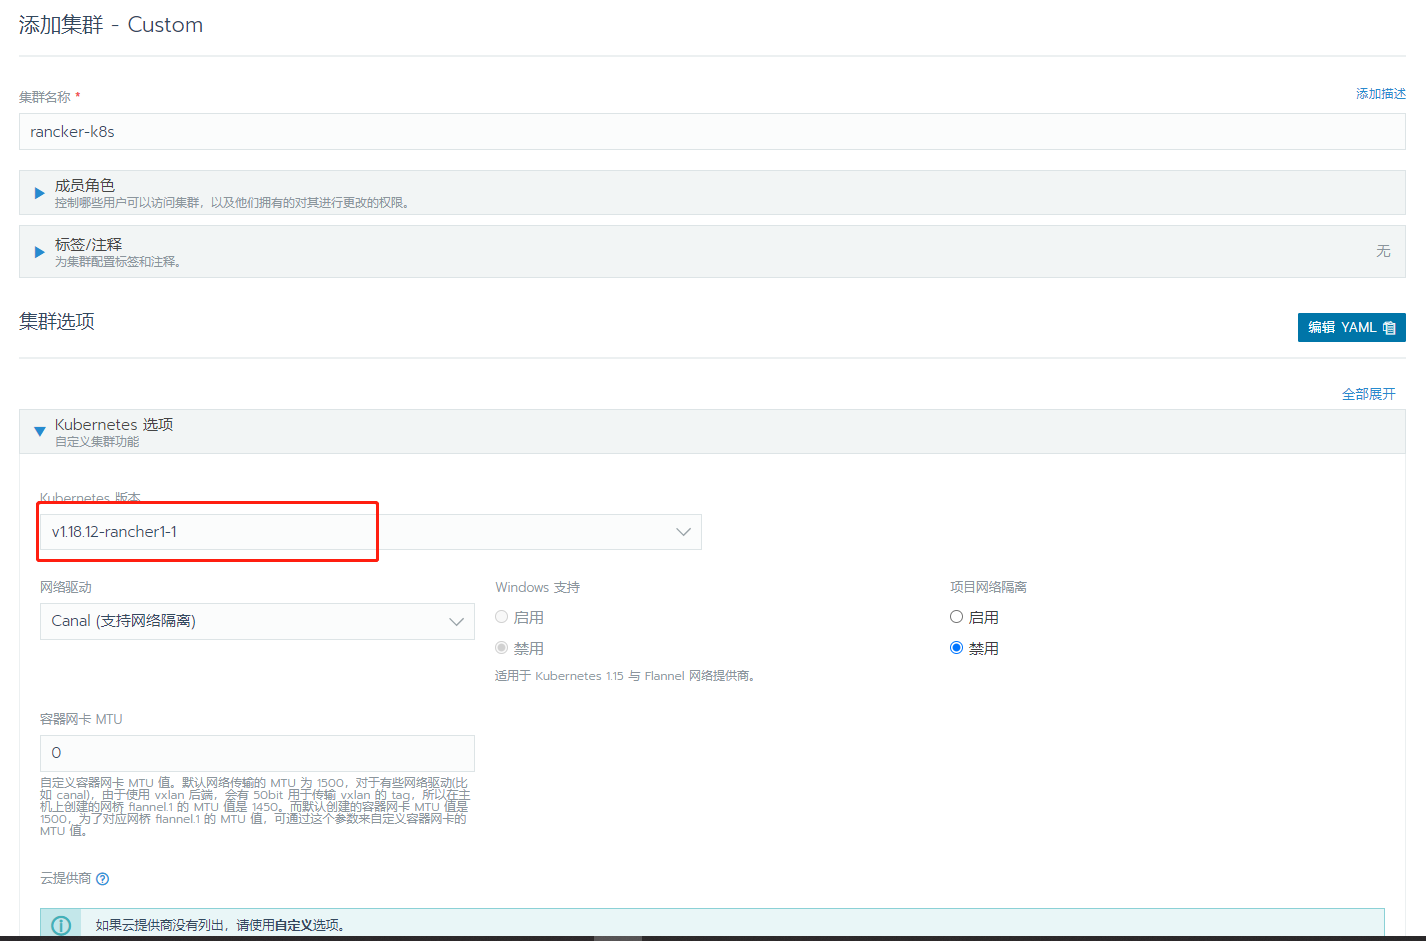 添加集群 - Custom
集群名称 *
添加描述
rancker-k8s
成员角色
控制哪些用户可以访问集群，以及他们拥有的对其进行更改的权限。
标签/注释
为集群配置标签和注释。
无
集群选项
编辑 YAML
全部展开
Kubernetes 选项
自定义集群功能
Kubernetes 版本
v1.18.12-rancher1-1
网络驱动
Windows 支持
项目网络隔离
Canal (支持网络隔离)
启用
启用
禁用
禁用
适用于 Kubernetes 1.15 与 Flannel 网络提供商。
容器网卡 MTU
0
自定义容器网卡 MTU 值。默认网络传输的 MTU 为 1500，对于有些网络驱动(比
如 canal)，由于使用 vxlan 后端，会有 50bit 用于传输 vxlan 的 tag，所以在主
机上创建的网桥 flannel.1 的 MTU 值是 1450。而默认创建的容器网卡 MTU 值是
1500，为了对应网桥 flannel.1 的 MTU 值，可通过这个参数来自定义容器网卡的
MTU 值。
云提供商
如果云提供商没有列出，请使用自定义选项。